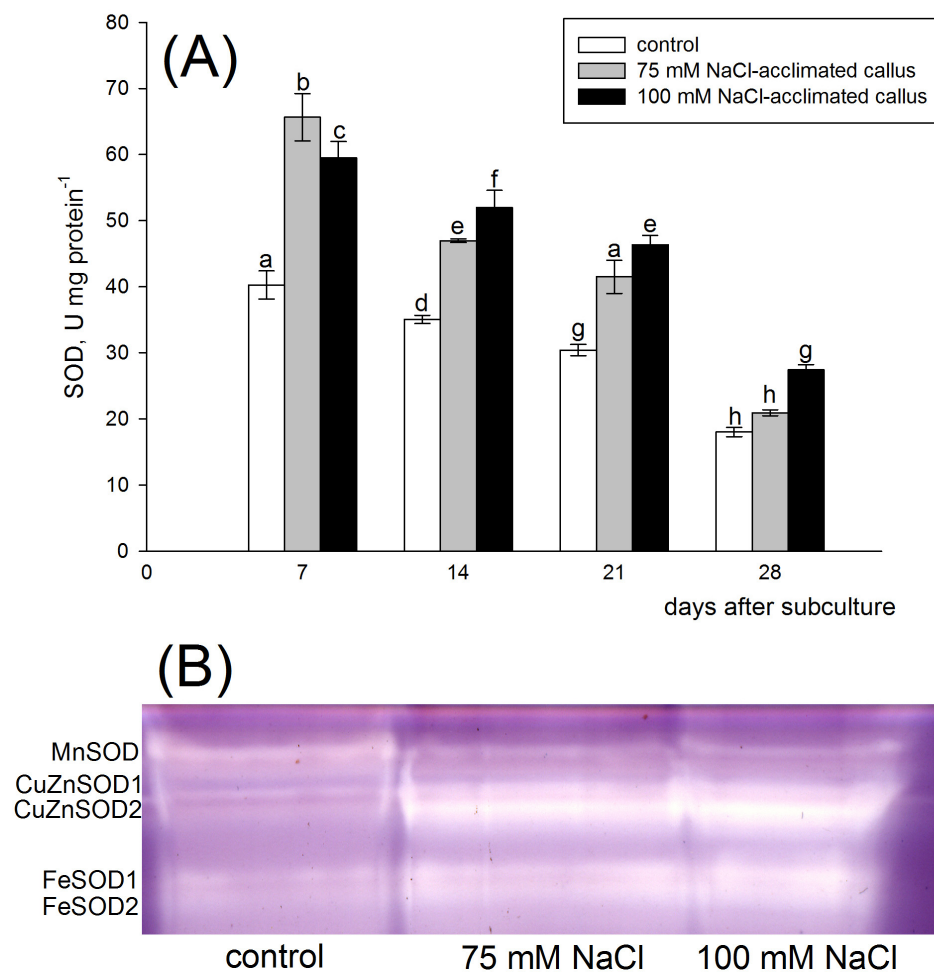 80
(A)
control
75 mM NaCl-acclimated callus
100 mM NaCl-acclimated callus
70
60
50
40
30
20
10
0
SOD, U mg protein⁻¹
a
b
c
d
e
f
g
a
e
h
h
g
0
7
14
21
28
days after subculture
(B)
MnSOD
CuZnSOD1
CuZnSOD2
FeSOD1
FeSOD2
control
75 mM NaCl
100 mM NaCl